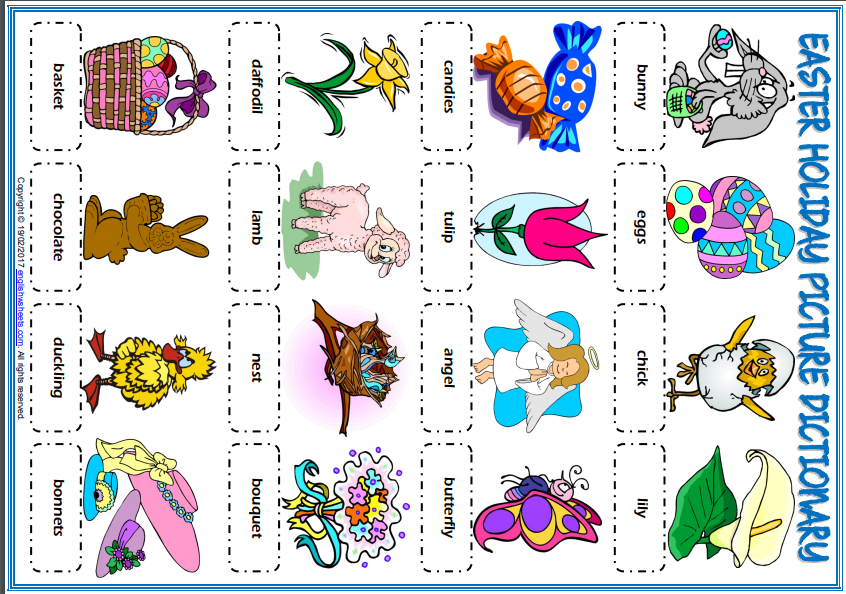 EASTER HOLIDAY PICTURE DICTIONARY
bunny
eggs
chick
lily
candies
tulip
angel
butterfly
daffodil
lamb
nest
bouquet
basket
chocolate
duckling
bonnets
Copyright © 19/02/2017 englishwsheets.com. All rights reserved.